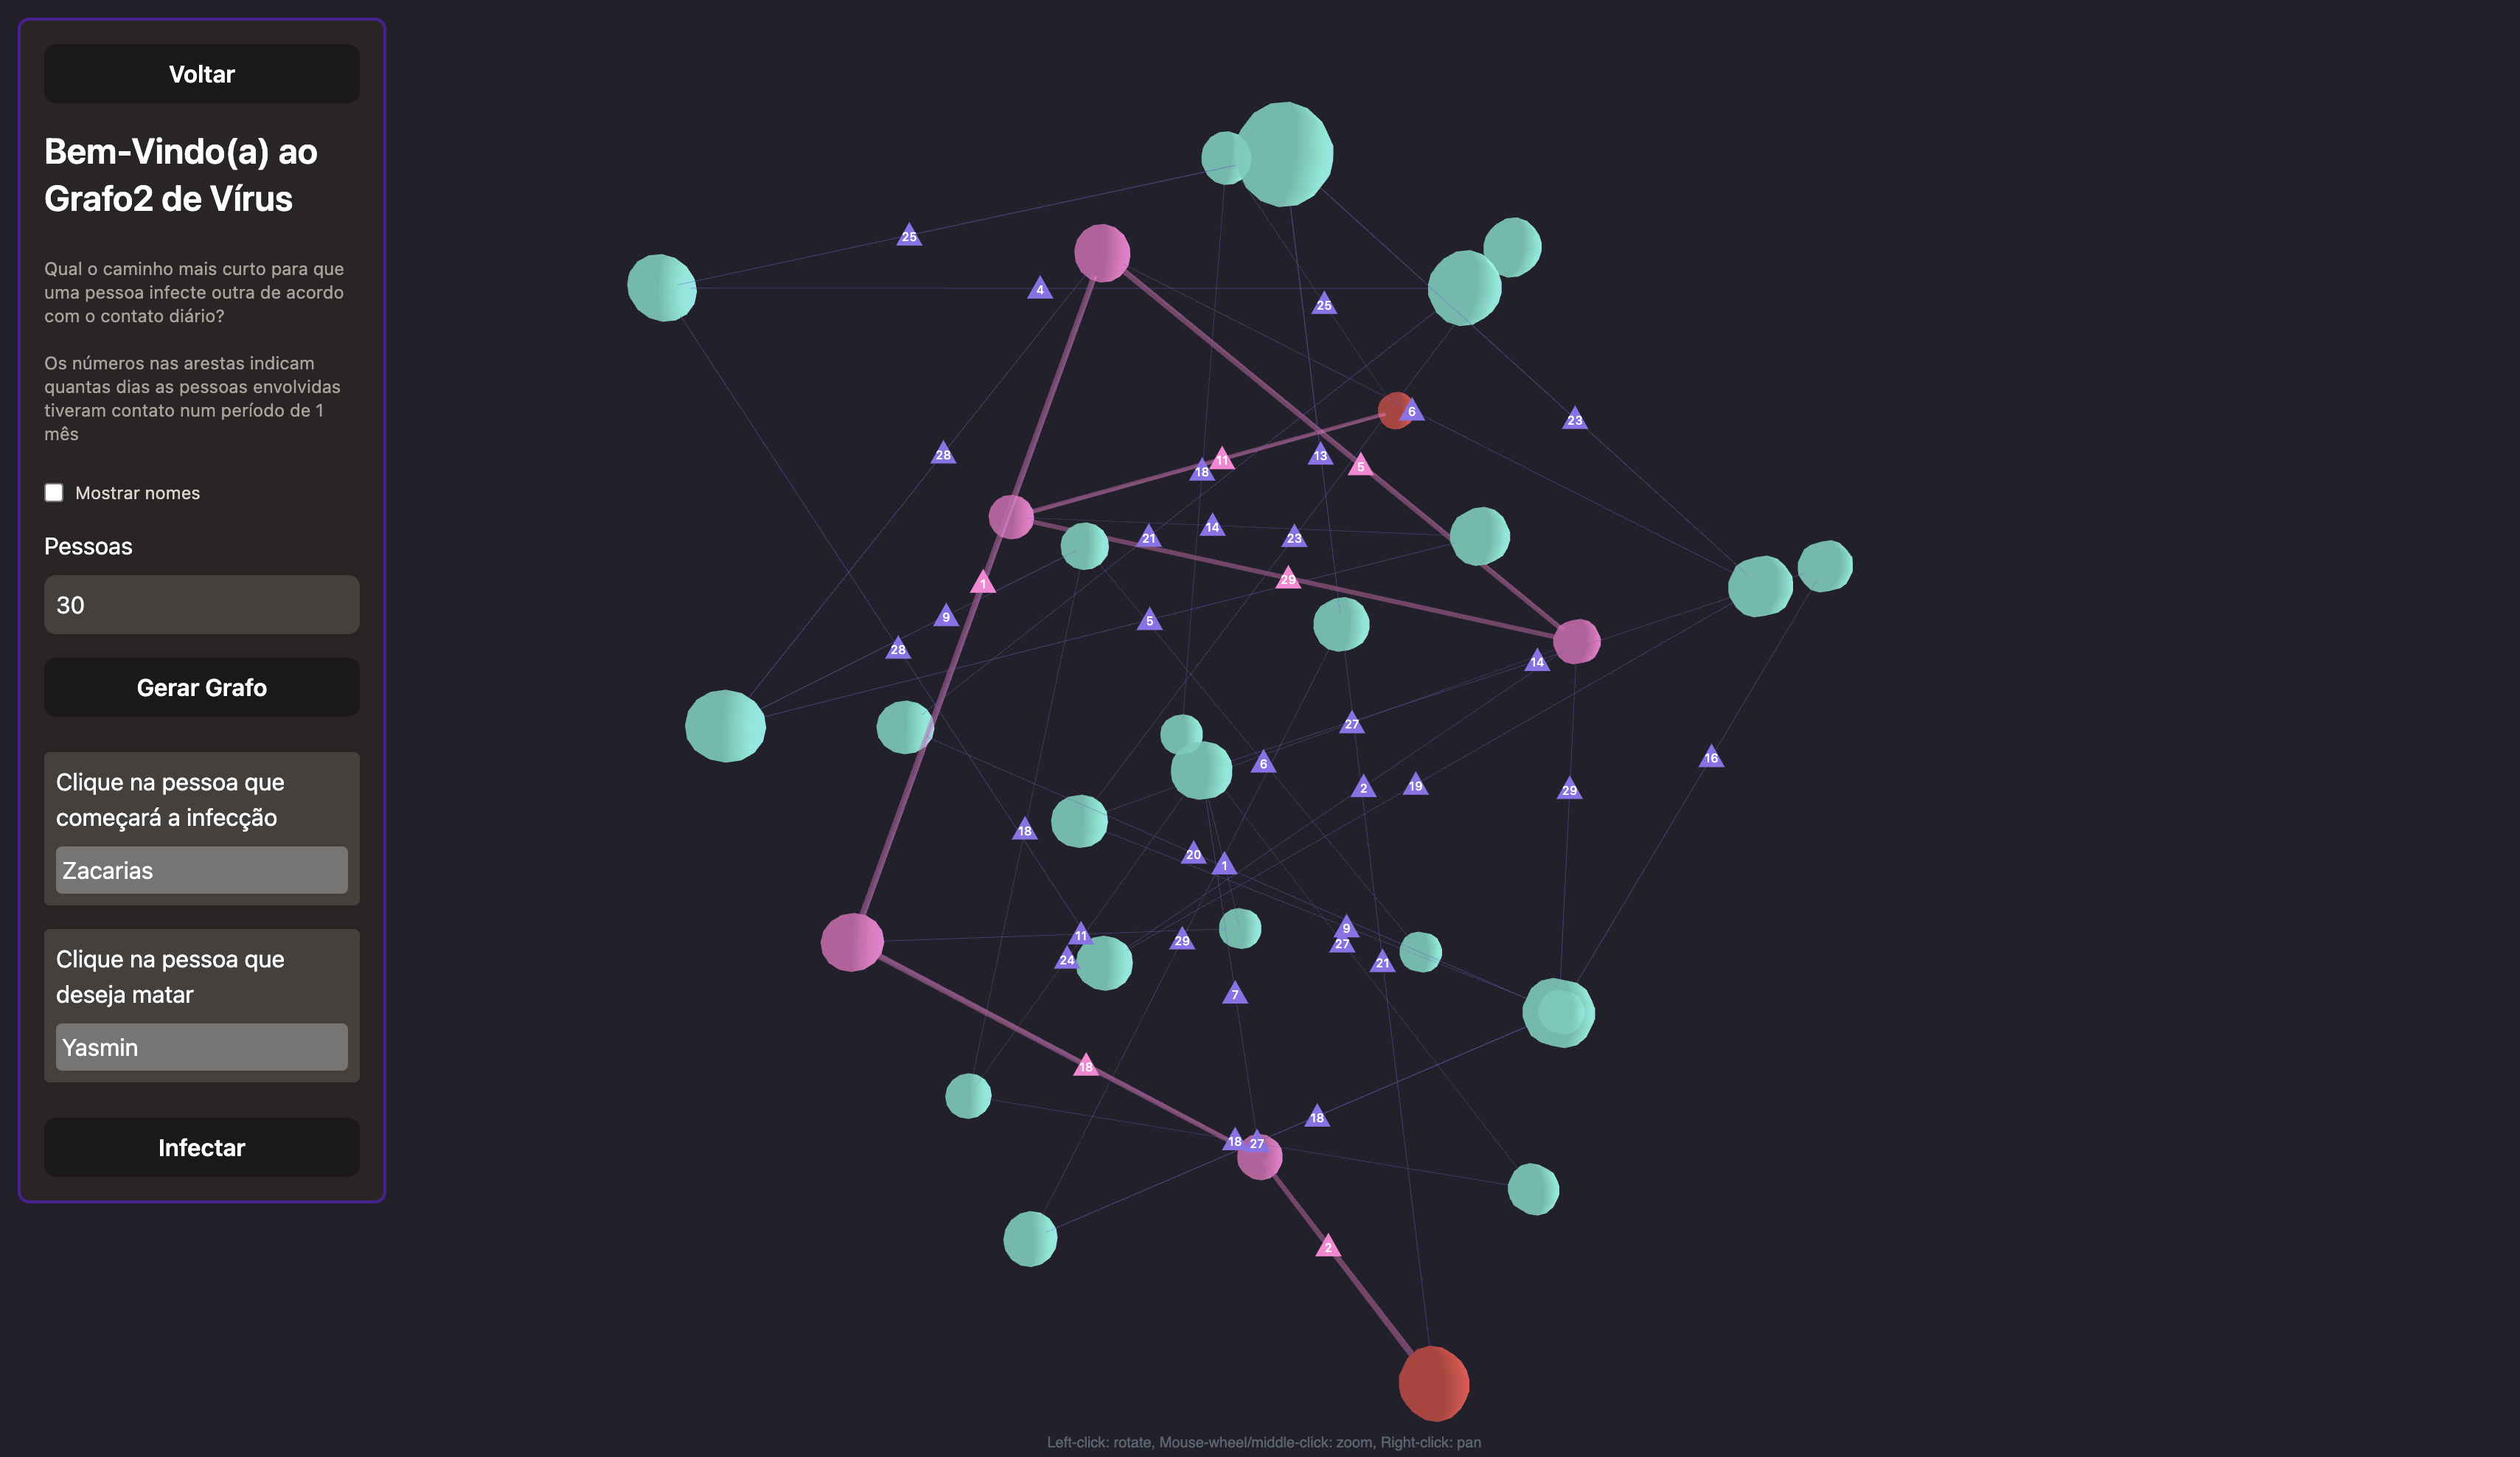 Voltar
Bem-Vindo(a) ao
Grafo2 de Vírus
Qual o caminho mais curto para que
uma pessoa infecte outra de acordo
com o contato diário?
Os números nas arestas indicam
quantas dias as pessoas envolvidas
tiveram contato num período de 1
mês
Mostrar nomes
Pessoas
30
Gerar Grafo
Clique na pessoa que
começará a infecção
Zacarias
Clique na pessoa que
deseja matar
Yasmin
Infectar
25
4
25
6
23
28
18
11
13
5
14
21
23
29
1
9
5
28
14
27
6
16
2
19
29
18
20
1
11
29
9
27
24
21
7
18
18
18
27
2
Left-click: rotate, Mouse-wheel/middle-click: zoom, Right-click: pan